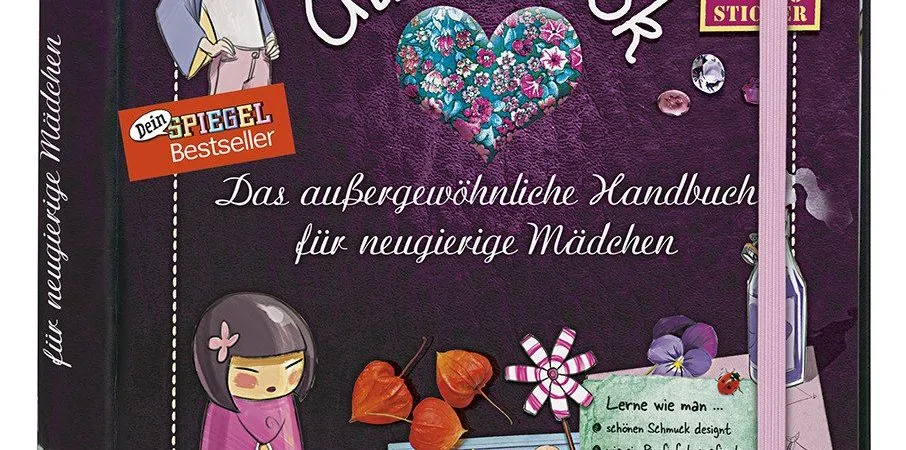 STICKER
Dein SPIEGEL
Bestseller
Das außergewöhnliche Handbuch
für neugierige Mädchen
für neugierige Mädchen
Lerne wie man ...
schönen Schmuck designt